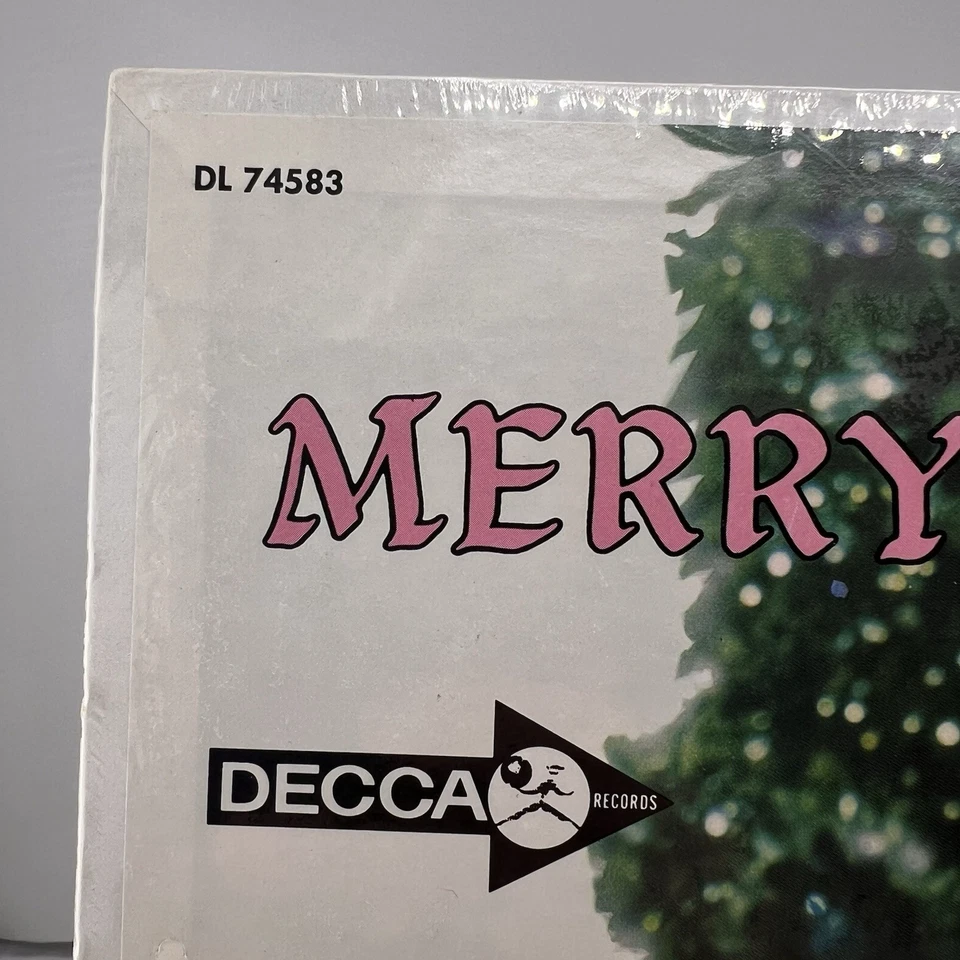 DL 74583
MERRY
DECCA RECORDS